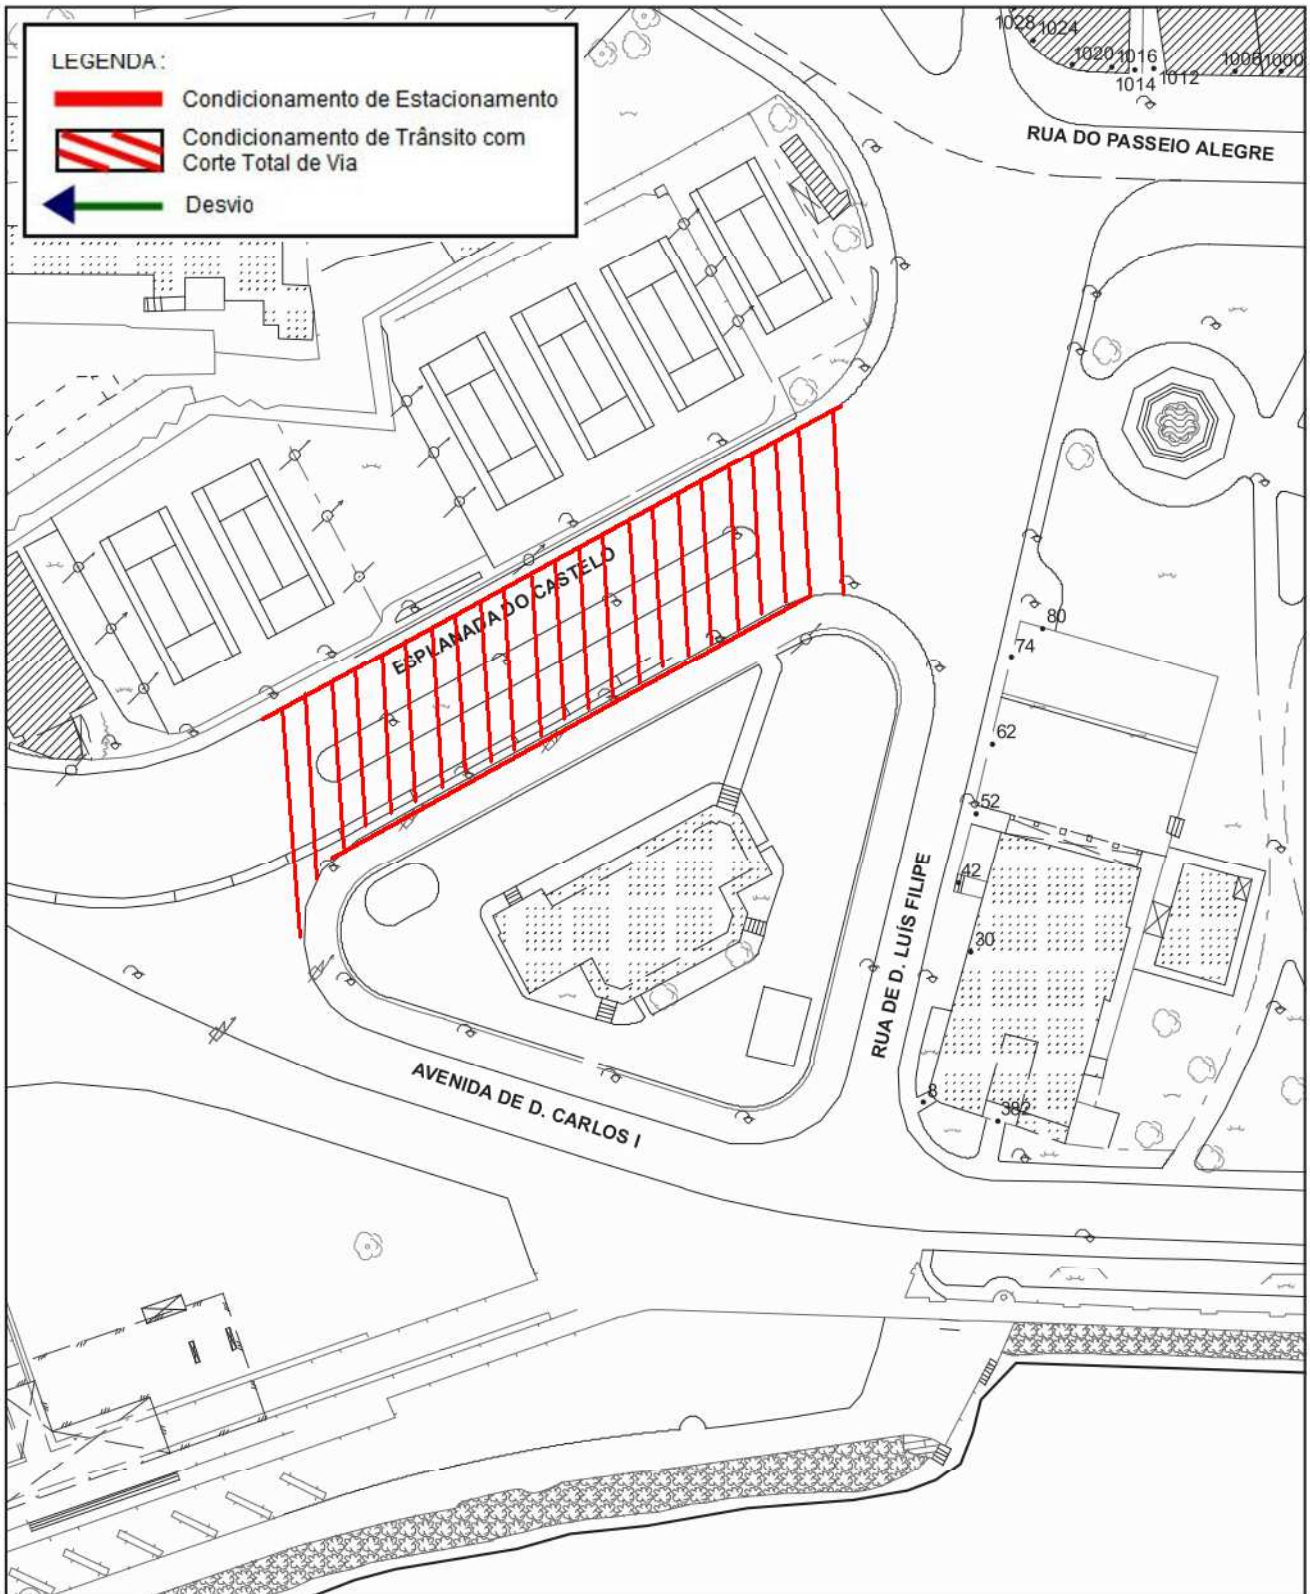 LEGENDA :
Condicionamento de Estacionamento
Condicionamento de Trânsito com
Corte Total de Via
Desvio
1028
1024
1020
1016
1014
1012
1006
1000
RUA DO PASSEIO ALEGRE
ESPLANADA DO CASTELO
80
74
62
52
42
30
RUA DE D. LUÍS FILIPE
AVENIDA DE D. CARLOS I
8
382